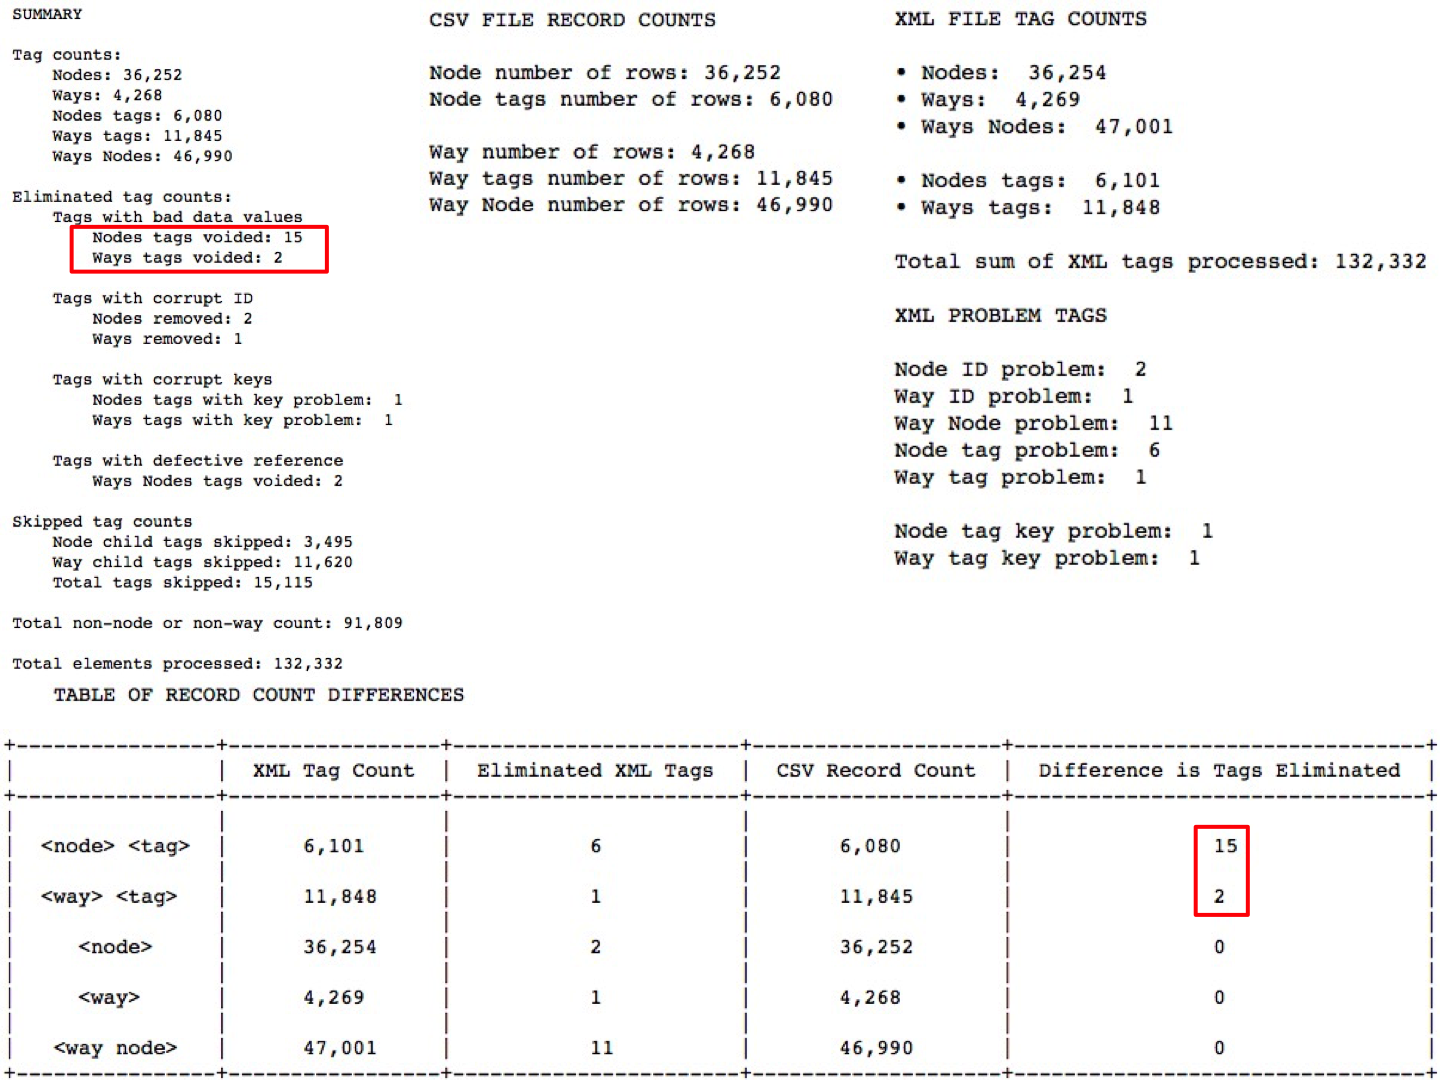 SUMMARY
Tag counts:
Nodes: 36,252
Ways: 4,268
Nodes tags: 6,080
Ways tags: 11,845
Ways Nodes: 46,990
Eliminated tag counts:
Tags with bad data values
Nodes tags voided: 15
Ways tags voided: 2
Tags with corrupt ID
Nodes removed: 2
Ways removed: 1
Tags with corrupt keys
Nodes tags with key problem:  1
Ways tags with key problem:  1
Tags with defective reference
Ways Nodes tags voided: 2
Skipped tag counts
Node child tags skipped: 3,495
Way child tags skipped: 11,620
Total tags skipped: 15,115
Total non-node or non-way count: 91,809
Total elements processed: 132,332
CSV FILE RECORD COUNTS
Node number of rows: 36,252
Node tags number of rows: 6,080
Way number of rows: 4,268
Way tags number of rows: 11,845
Way Node number of rows: 46,990
XML FILE TAG COUNTS
• Nodes:  36,254
• Ways:  4,269
• Ways Nodes:  47,001
• Nodes tags:  6,101
• Ways tags:  11,848
Total sum of XML tags processed: 132,332
XML PROBLEM TAGS
Node ID problem:  2
Way ID problem:  1
Way Node problem:  11
Node tag problem:  6
Way tag problem:  1
Node tag key problem:  1
Way tag key problem:  1
TABLE OF RECORD COUNT DIFFERENCES
XML Tag Count | Eliminated XML Tags | CSV Record Count | Difference is Tags Eliminated
<node> <tag> | 6,101 | 6 | 6,080 | 15
<way> <tag> | 11,848 | 1 | 11,845 | 2
<node> | 36,254 | 2 | 36,252 | 0
<way> | 4,269 | 1 | 4,268 | 0
<way node> | 47,001 | 11 | 46,990 | 0